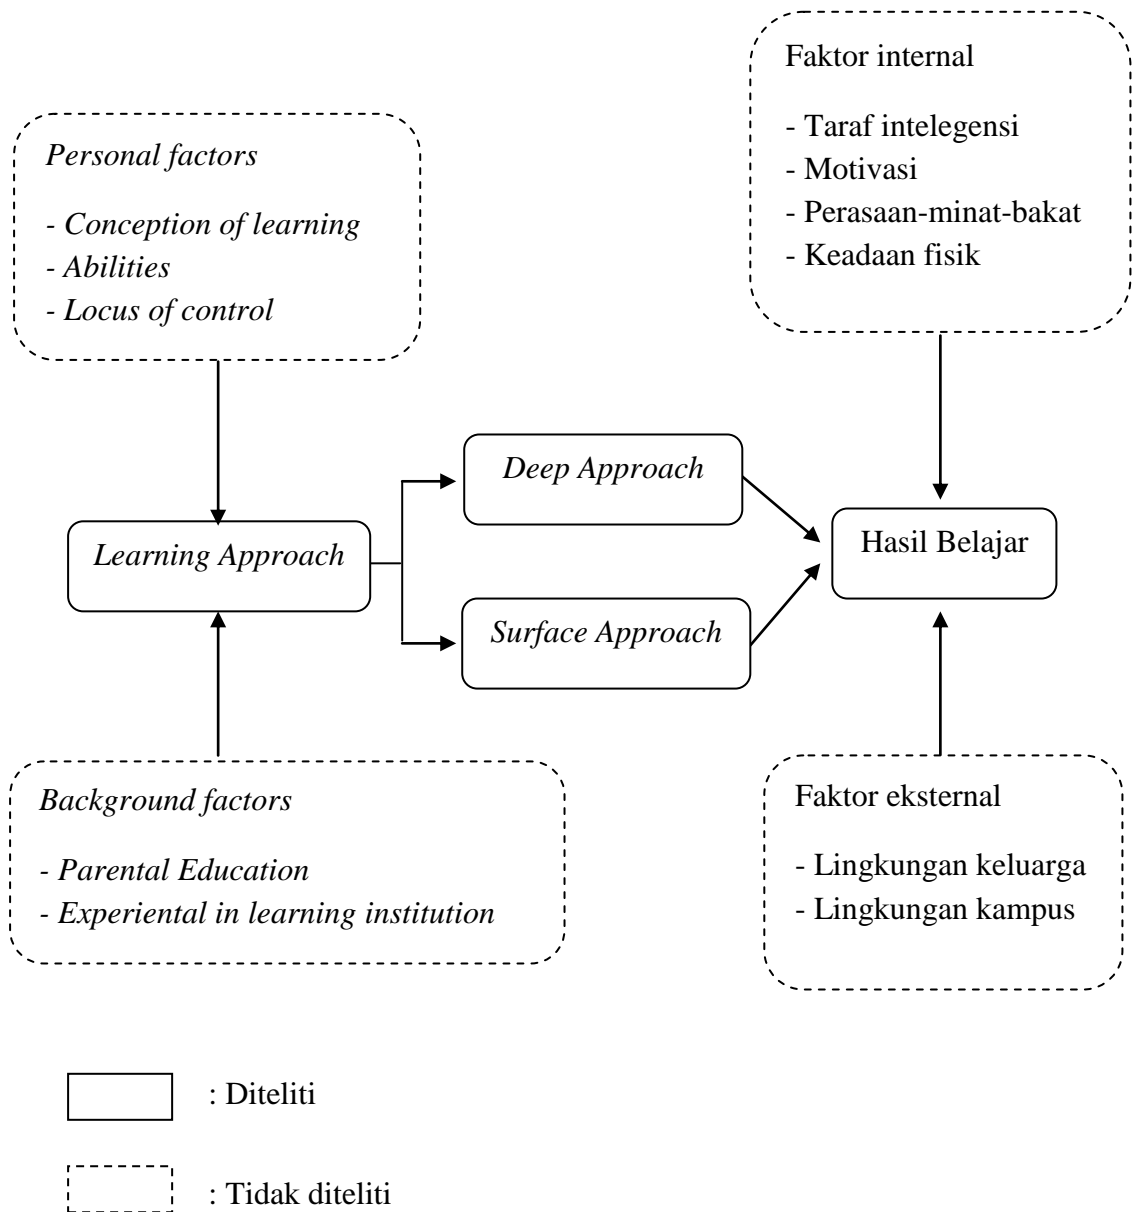 Faktor internal
- Taraf intelegensi
- Motivasi
- Perasaan-minat-bakat
- Keadaan fisik
Personal factors
- Conception of learning
- Abilities
- Locus of control
Deep Approach
Learning Approach
Hasil Belajar
Surface Approach
Background factors
- Parental Education
- Experiental in learning institution
Faktor eksternal
- Lingkungan keluarga
- Lingkungan kampus
: Diteliti
: Tidak diteliti